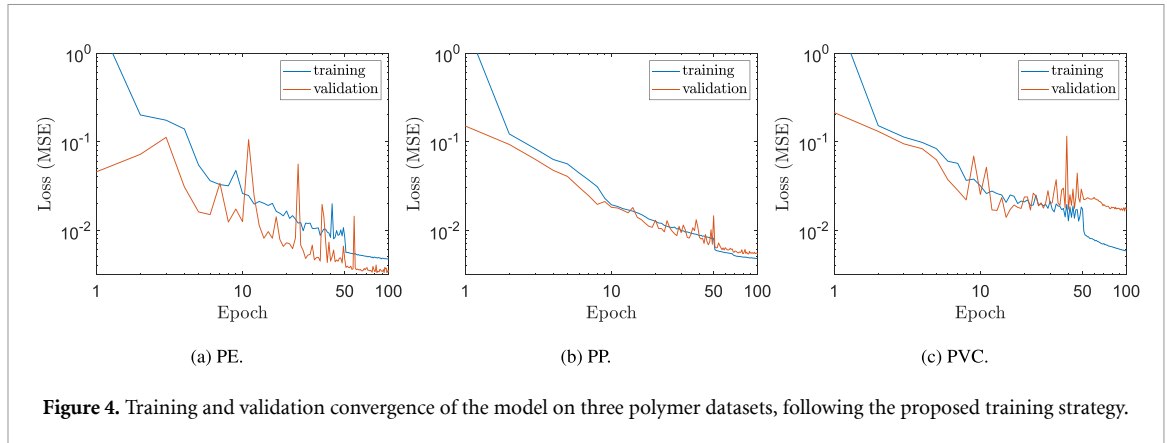 10^0
10^-1
10^-2
Loss (MSE)
training
validation
1 10 50 100
Epoch
(a) PE.
10^0
10^-1
10^-2
Loss (MSE)
training
validation
1 10 50 100
Epoch
(b) PP.
10^0
10^-1
10^-2
Loss (MSE)
training
validation
1 10 50 100
Epoch
(c) PVC.
Figure 4. Training and validation convergence of the model on three polymer datasets, following the proposed training strategy.